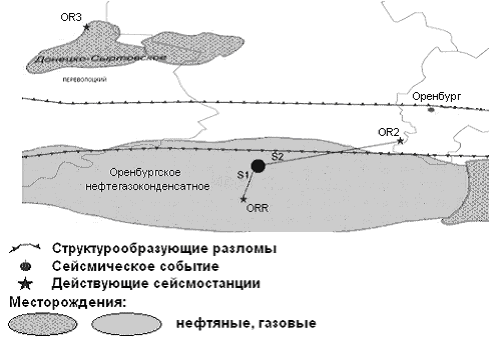 OR3
Донецко-Сыртовское
ПЕРЕВОЛОЦКИЙ
Оренбург
OR2
S2
S1
Оренбургское
нефтегазоконденсатное
ORR
Структурообразующие разломы
Сейсмическое событие
Действующие сейсмостанции
Месторождения:
нефтяные, газовые